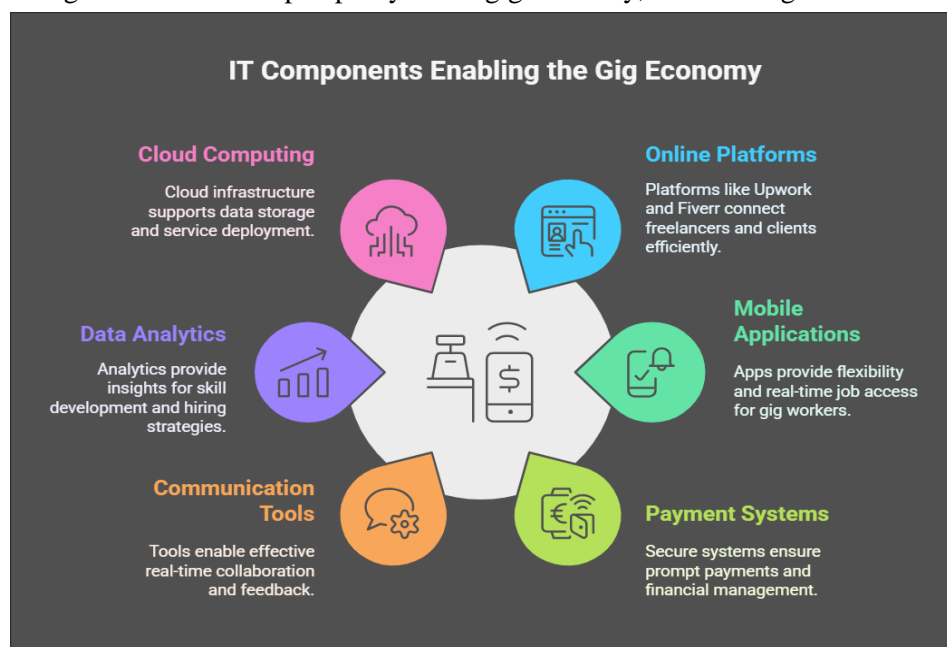 IT Components Enabling the Gig Economy
Cloud Computing
Cloud infrastructure
supports data storage
and service deployment.
Online Platforms
Platforms like Upwork
and Fiverr connect
freelancers and clients
efficiently.
Data Analytics
Analytics provide
insights for skill
development and hiring
strategies.
Mobile
Applications
Apps provide flexibility
and real-time job access
for gig workers.
Communication
Tools
Tools enable effective
real-time collaboration
and feedback.
Payment Systems
Secure systems ensure
prompt payments and
financial management.
$
€